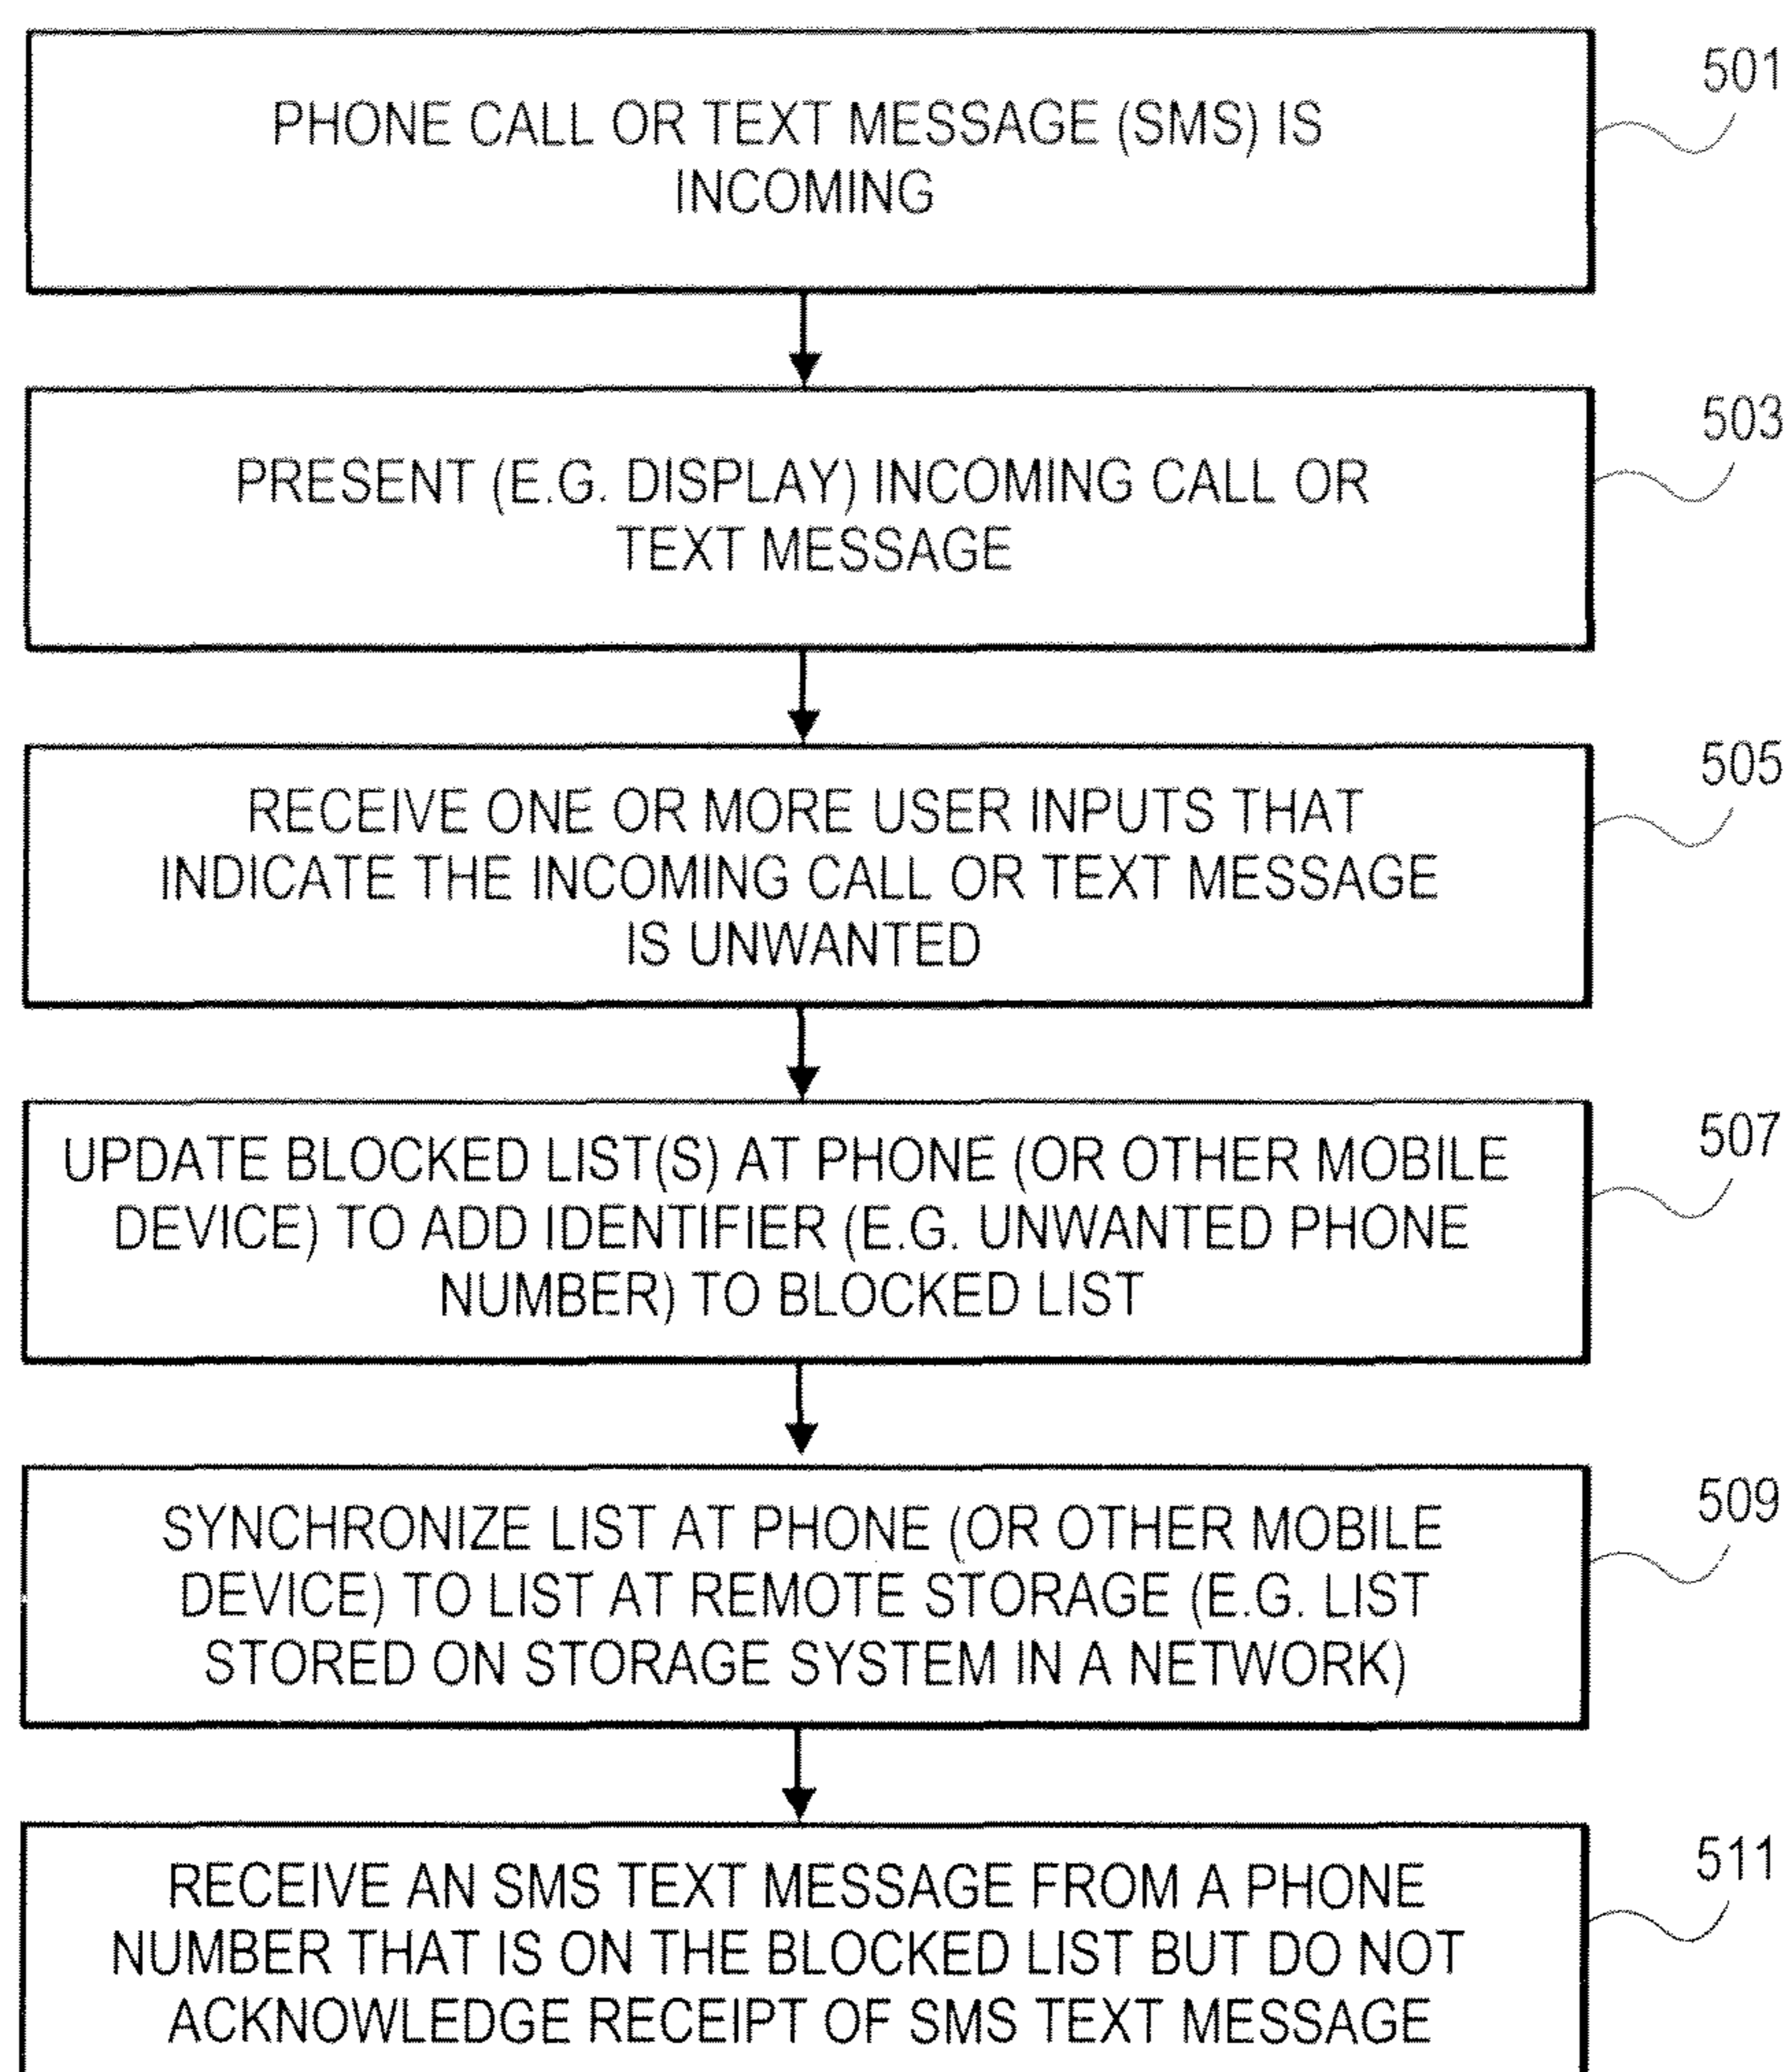 PHONE CALL OR TEXT MESSAGE (SMS) IS
INCOMING
501
PRESENT (E.G. DISPLAY) INCOMING CALL OR
TEXT MESSAGE
503
RECEIVE ONE OR MORE USER INPUTS THAT
INDICATE THE INCOMING CALL OR TEXT MESSAGE
IS UNWANTED
505
UPDATE BLOCKED LIST(S) AT PHONE (OR OTHER MOBILE
DEVICE) TO ADD IDENTIFIER (E.G. UNWANTED PHONE
NUMBER) TO BLOCKED LIST
507
SYNCHRONIZE LIST AT PHONE (OR OTHER MOBILE
DEVICE) TO LIST AT REMOTE STORAGE (E.G. LIST
STORED ON STORAGE SYSTEM IN A NETWORK)
509
RECEIVE AN SMS TEXT MESSAGE FROM A PHONE
NUMBER THAT IS ON THE BLOCKED LIST BUT DO NOT
ACKNOWLEDGE RECEIPT OF SMS TEXT MESSAGE
511